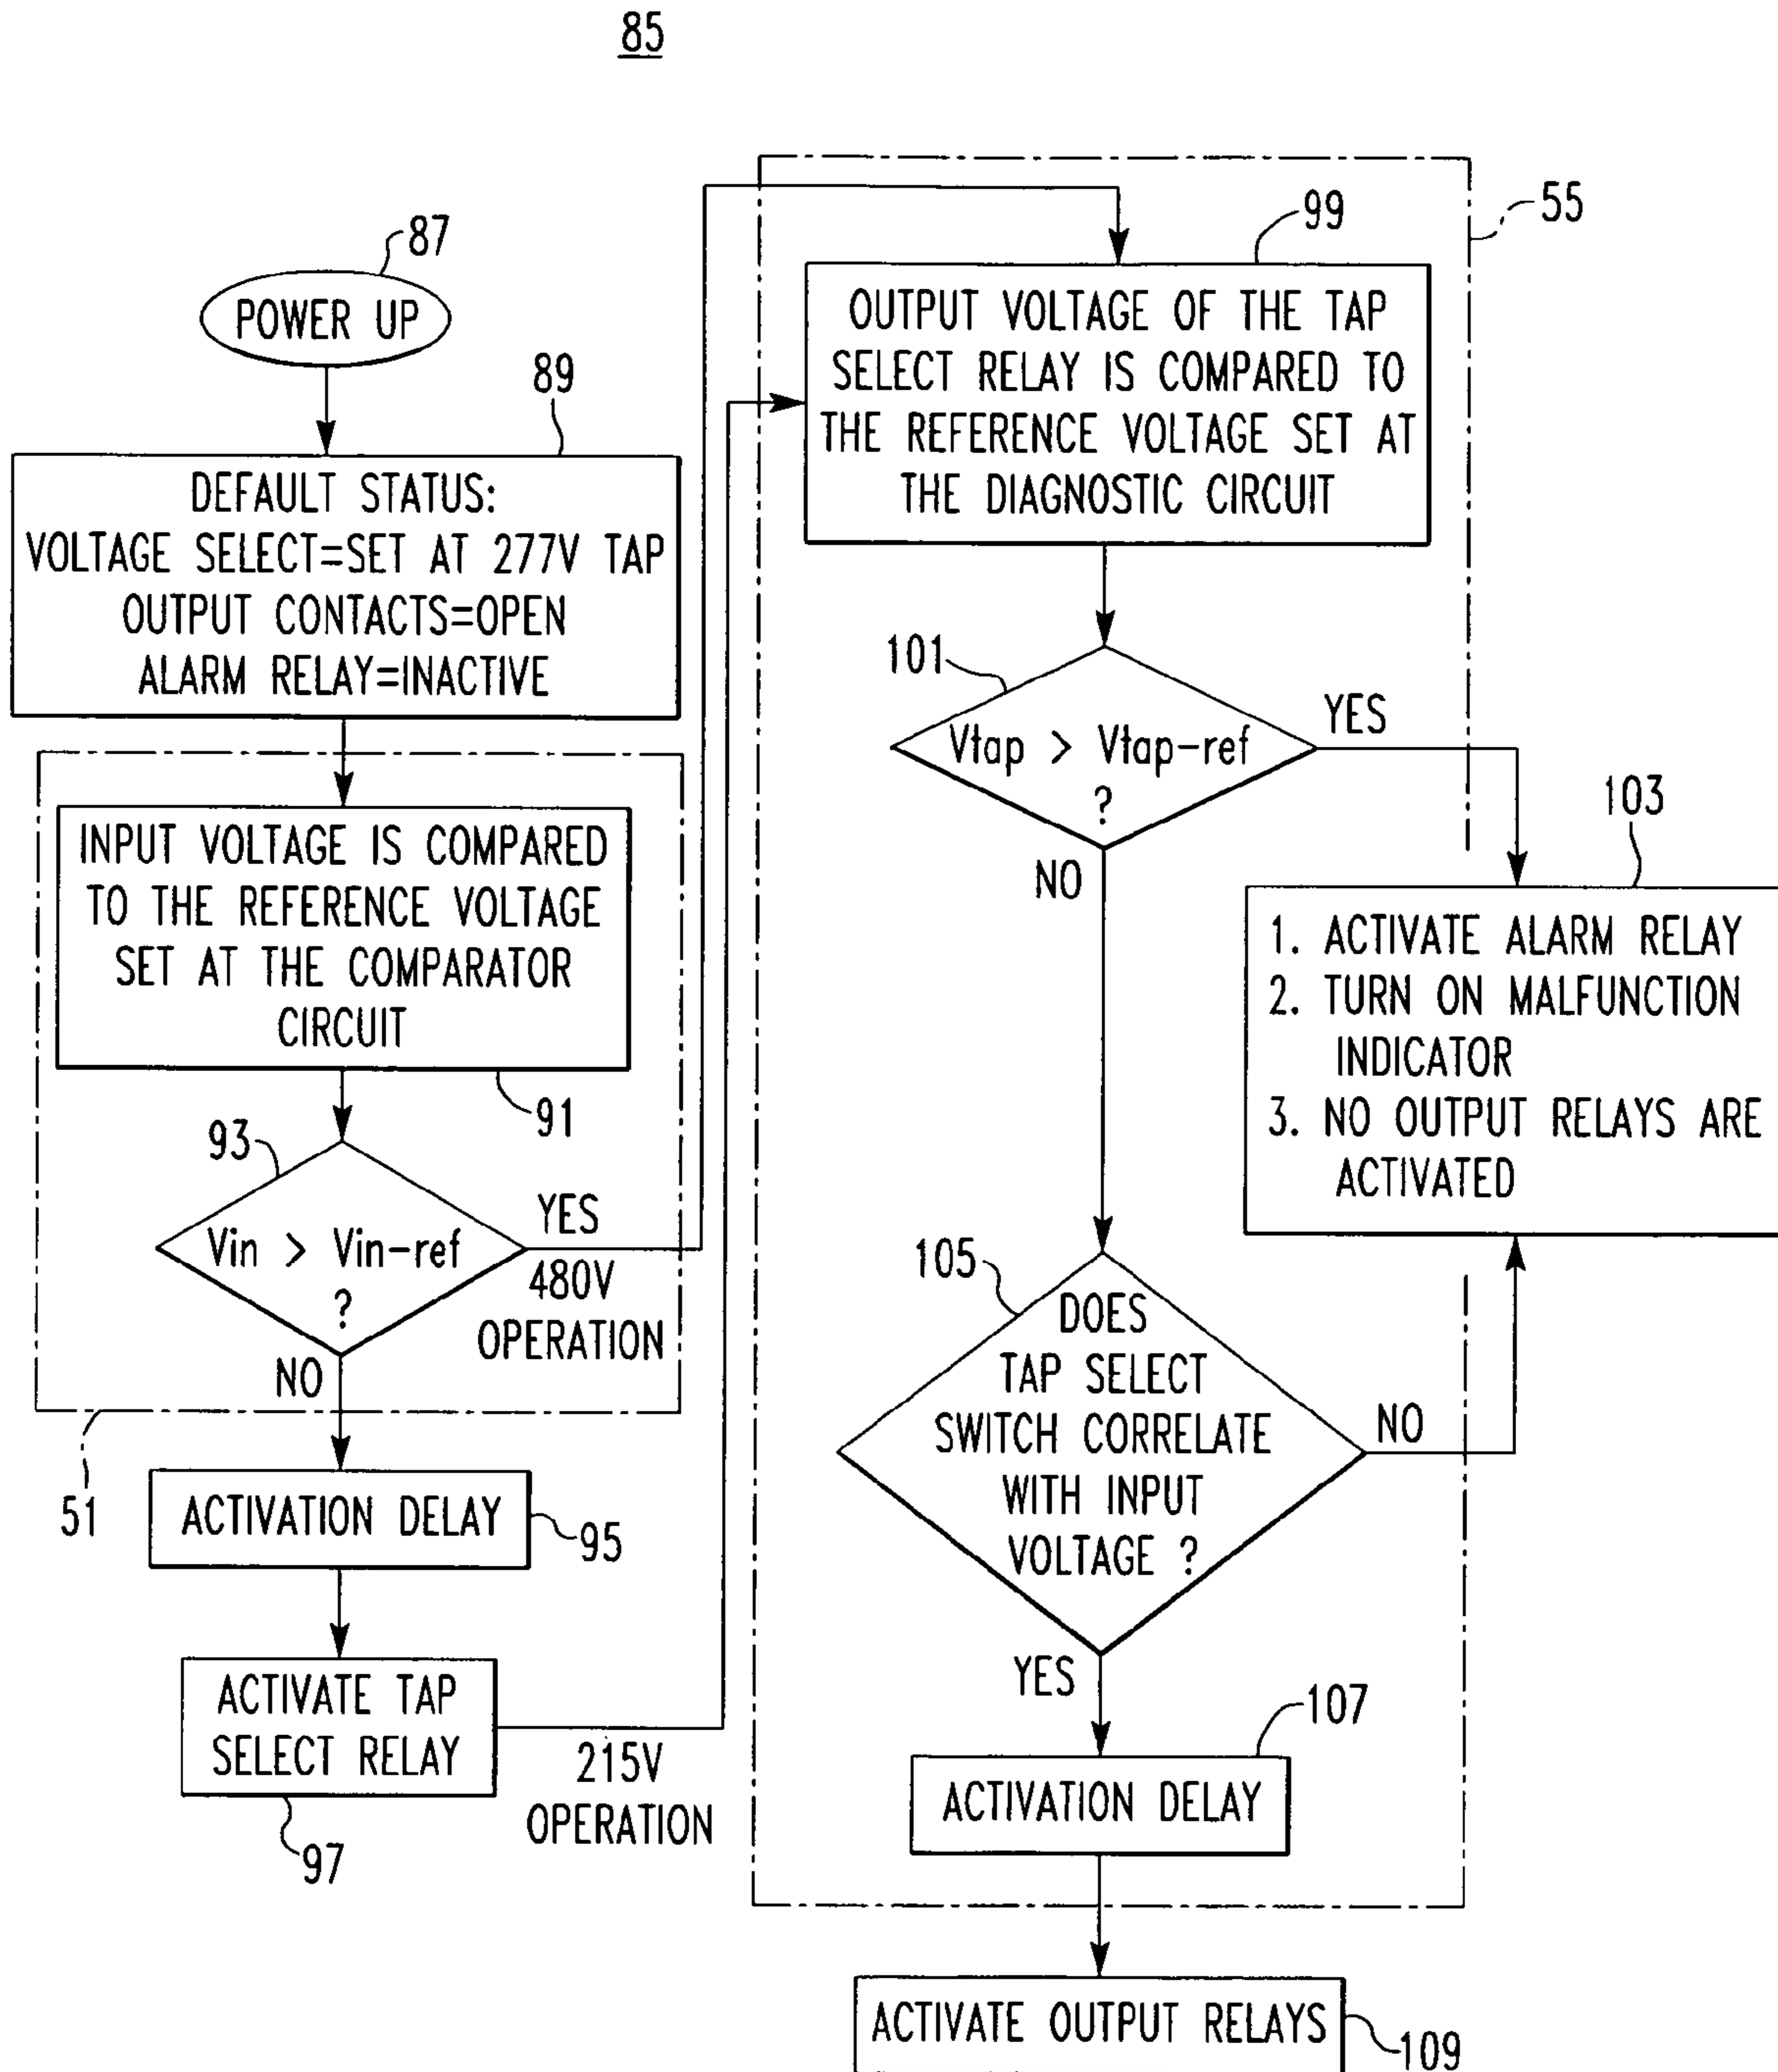 85
87
POWER UP
89
DEFAULT STATUS:
VOLTAGE SELECT=SET AT 277V TAP
OUTPUT CONTACTS=OPEN
ALARM RELAY=INACTIVE
INPUT VOLTAGE IS COMPARED
TO THE REFERENCE VOLTAGE
SET AT THE COMPARATOR
CIRCUIT
91
93
Vin > Vin-ref
?
YES
480V
OPERATION
NO
51
ACTIVATION DELAY
95
ACTIVATE TAP
SELECT RELAY
97
215V
OPERATION
55
99
OUTPUT VOLTAGE OF THE TAP
SELECT RELAY IS COMPARED TO
THE REFERENCE VOLTAGE SET AT
THE DIAGNOSTIC CIRCUIT
101
Vtap > Vtap-ref
?
YES
NO
103
1. ACTIVATE ALARM RELAY
2. TURN ON MALFUNCTION
INDICATOR
3. NO OUTPUT RELAYS ARE
ACTIVATED
105
DOES
TAP SELECT
SWITCH CORRELATE
WITH INPUT
VOLTAGE ?
NO
YES
107
ACTIVATION DELAY
ACTIVATE OUTPUT RELAYS
109